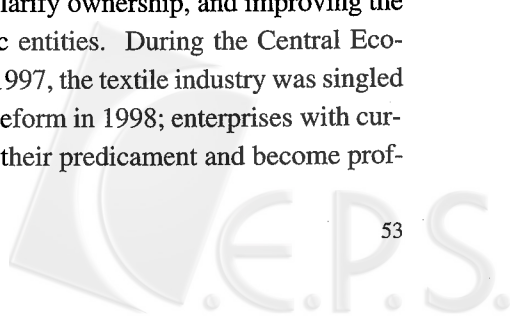 larify ownership, and improving the
c entities. During the Central Eco-
1997, the textile industry was singled
eform in 1998; enterprises with cur-
their predicament and become prof-
53
C.E.P.S.